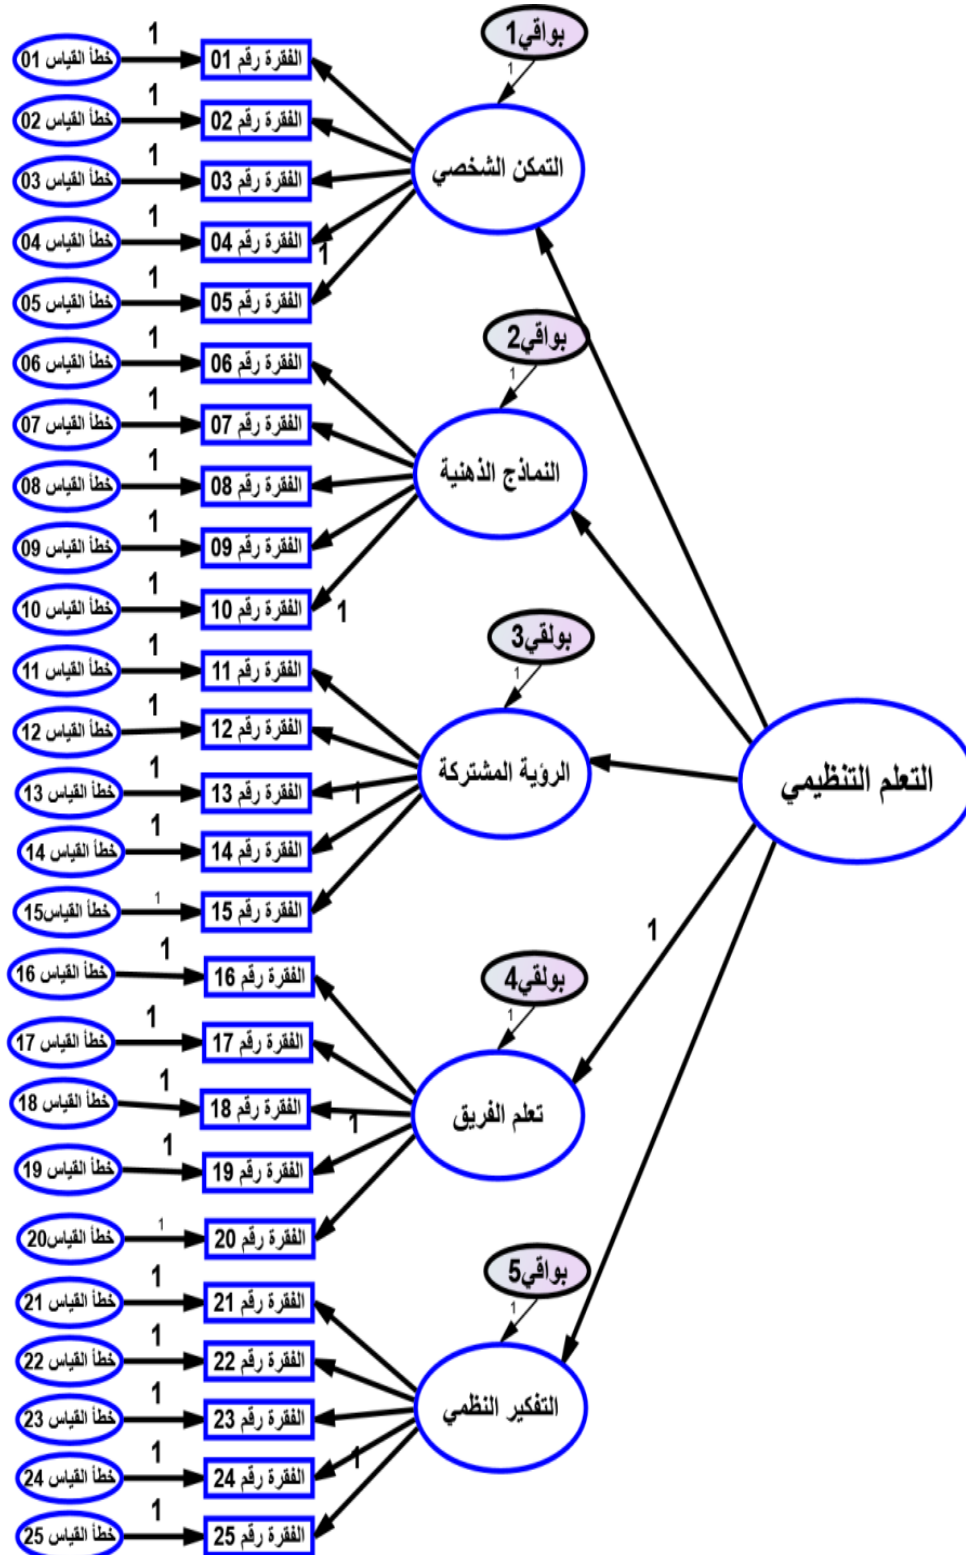 بواقي1
1
خطأ القياس 01
1
الفقرة رقم 01
خطأ القياس 02
1
الفقرة رقم 02
التمكن الشخصي
خطأ القياس 03
1
الفقرة رقم 03
خطأ القياس 04
1
الفقرة رقم 04
1
خطأ القياس 05
1
الفقرة رقم 05
بواقي2
1
خطأ القياس 06
1
الفقرة رقم 06
خطأ القياس 07
1
الفقرة رقم 07
النماذج الذهنية
خطأ القياس 08
1
الفقرة رقم 08
خطأ القياس 09
1
الفقرة رقم 09
خطأ القياس 10
1
الفقرة رقم 10
1
بولقي3
1
خطأ القياس 11
1
الفقرة رقم 11
خطأ القياس 12
1
الفقرة رقم 12
الرؤية المشتركة
التعلم التنظيمي
خطأ القياس 13
1
الفقرة رقم 13
1
خطأ القياس 14
1
الفقرة رقم 14
خطأ القياس15
1
الفقرة رقم 15
1
بولقي4
1
خطأ القياس 16
1
الفقرة رقم 16
خطأ القياس 17
1
الفقرة رقم 17
خطأ القياس 18
1
الفقرة رقم 18
1
تعلم الفريق
خطأ القياس 19
1
الفقرة رقم 19
خطأ القياس20
1
الفقرة رقم 20
بواقي5
1
خطأ القياس 21
1
الفقرة رقم 21
خطأ القياس 22
1
الفقرة رقم 22
التفكير النظمي
خطأ القياس 23
1
الفقرة رقم 23
خطأ القياس 24
1
الفقرة رقم 24
1
خطأ القياس 25
1
الفقرة رقم 25